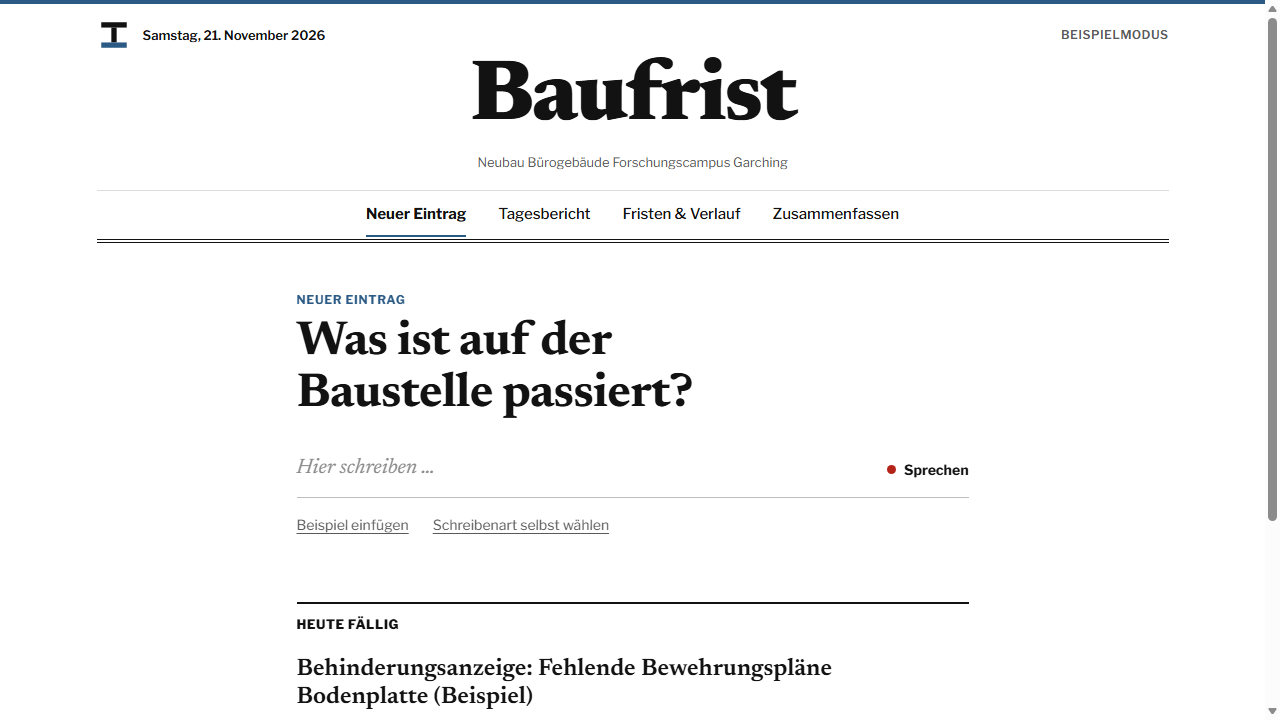 Samstag, 21. November 2026
BEISPIELMODUS
Baufrist
Neubau Bürogebäude Forschungscampus Garching
Neuer Eintrag
Tagesbericht
Fristen & Verlauf
Zusammenfassen
NEUER EINTRAG
Was ist auf der
Baustelle passiert?
Hier schreiben ...
Sprechen
Beispiel einfügen
Schreibenart selbst wählen
HEUTE FÄLLIG
Behinderungsanzeige: Fehlende Bewehrungspläne
Bodenplatte (Beispiel)